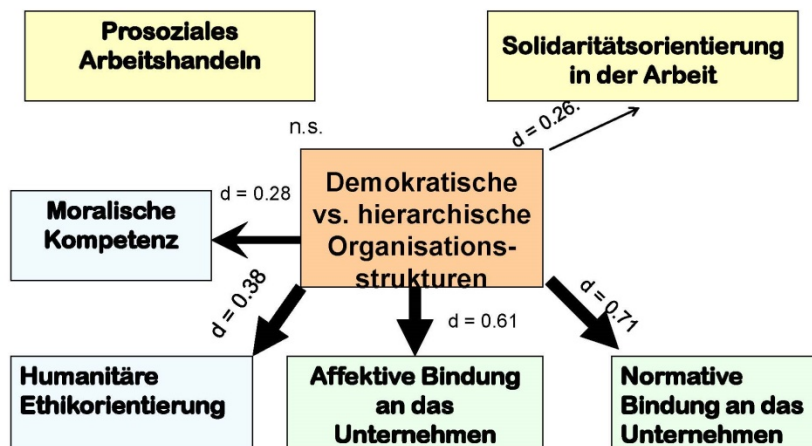 Prosoziales
Arbeitshandeln
Solidaritätsorientierung
in der Arbeit
n.s.
d = 0.26.
Demokratische
vs. hierarchische
Organisations-
strukturen
d = 0.28
Moralische
Kompetenz
d = 0.38
d = 0.61
d = 0.71
Humanitäre
Ethikorientierung
Affektive Bindung
an das
Unternehmen
Normative
Bindung an das
Unternehmen